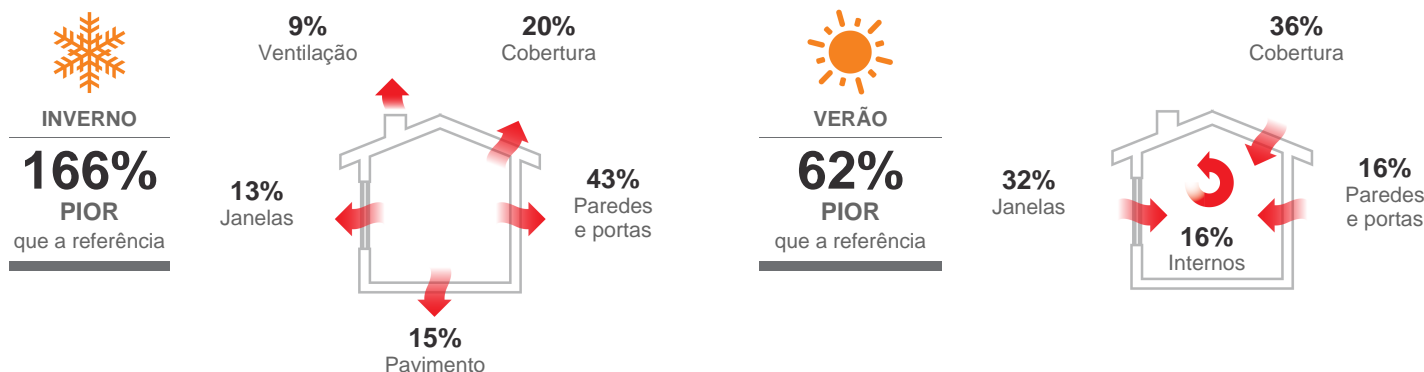 INVERNO
166%
PIOR
que a referência
9%
Ventilação
20%
Cobertura
13%
Janelas
43%
Paredes
e portas
15%
Pavimento
VERÃO
62%
PIOR
que a referência
36%
Cobertura
32%
Janelas
16%
Paredes
e portas
16%
Internos